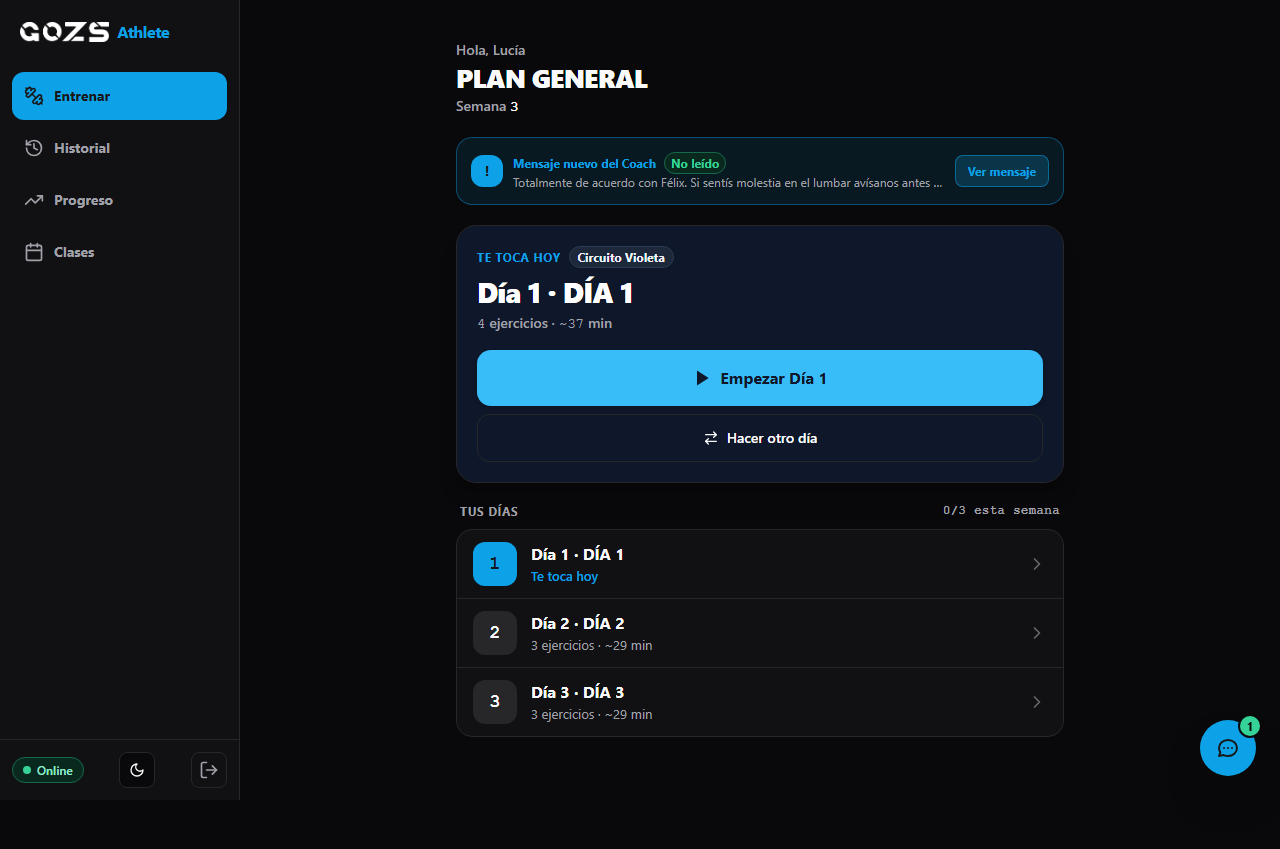 GOZS Athlete
Entrenar
Historial
Progreso
Clases
Online
Hola, Lucía
PLAN GENERAL
Semana 3
!
Mensaje nuevo del Coach No leído
Totalmente de acuerdo con Félix. Si sentís molestia en el lumbar avísanos antes ...
Ver mensaje
TE TOCA HOY Circuito Violeta
Día 1 · DÍA 1
4 ejercicios · ~37 min
Empezar Día 1
Hacer otro día
TUS DÍAS 0/3 esta semana
1
Día 1 · DÍA 1
Te toca hoy
2
Día 2 · DÍA 2
3 ejercicios · ~29 min
3
Día 3 · DÍA 3
3 ejercicios · ~29 min
1